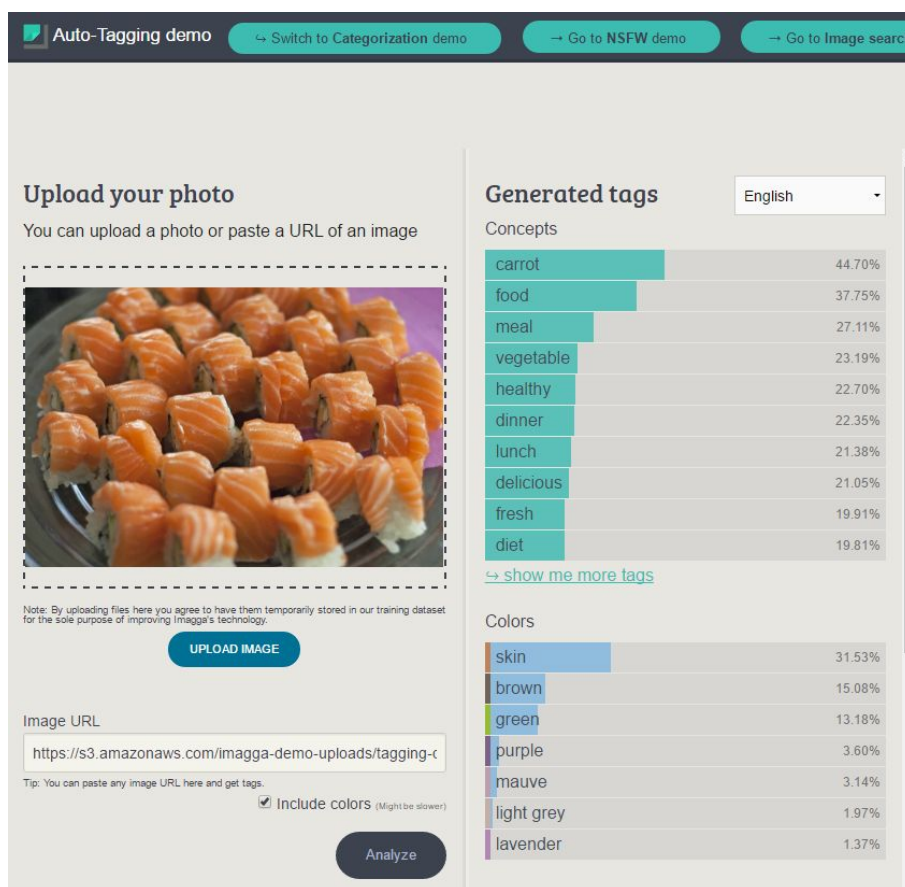 Auto-Tagging demo
↪ Switch to Categorization demo
→ Go to NSFW demo
→ Go to Image searc
Upload your photo
You can upload a photo or paste a URL of an image
Note: By uploading files here you agree to have them temporarily stored in our training dataset
for the sole purpose of improving Imagga's technology.
UPLOAD IMAGE
Image URL
https://s3.amazonaws.com/imagga-demo-uploads/tagging-c
Tip: You can paste any image URL here and get tags.
Include colors (Might be slower)
Analyze
Generated tags
English
Concepts
carrot 44.70%
food 37.75%
meal 27.11%
vegetable 23.19%
healthy 22.70%
dinner 22.35%
lunch 21.38%
delicious 21.05%
fresh 19.91%
diet 19.81%
↪ show me more tags
Colors
skin 31.53%
brown 15.08%
green 13.18%
purple 3.60%
mauve 3.14%
light grey 1.97%
lavender 1.37%